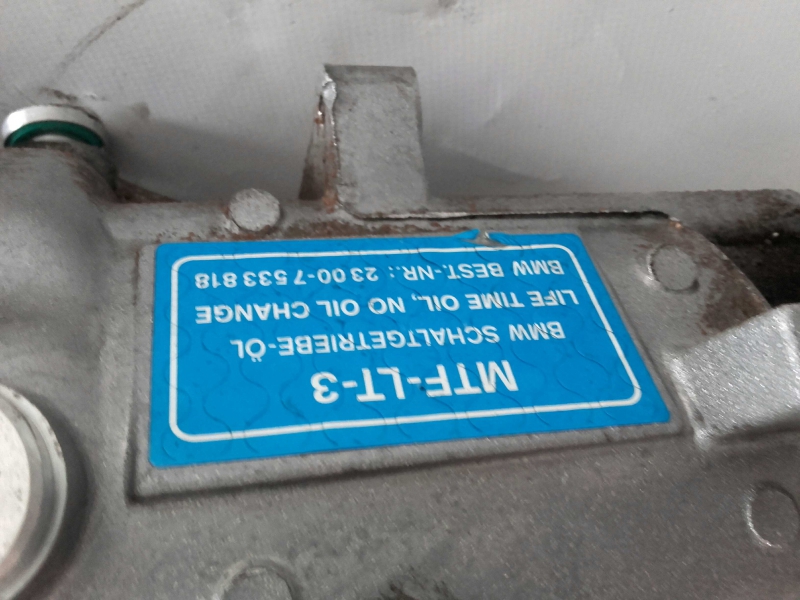 MTF-LT-3
BMW SCHALTGETRIEBE-ÖL
LIFE TIME OIL, NO OIL CHANGE
BMW BEST.-NR.: 23 00-7 533 818